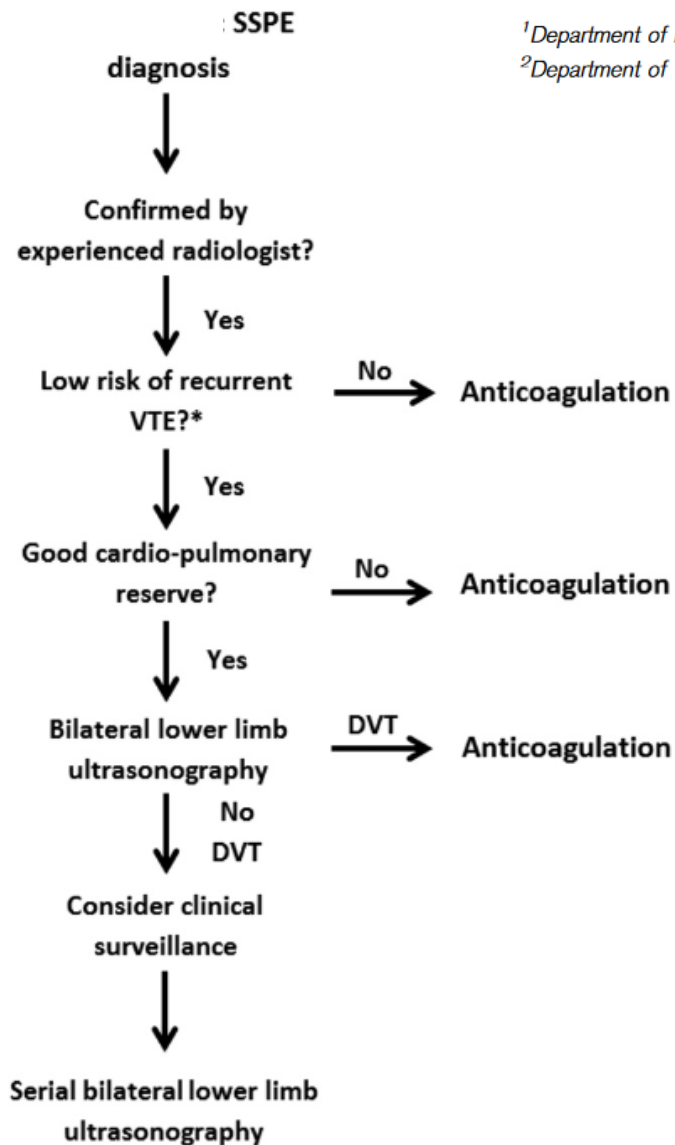 : SSPE
diagnosis
¹Department of
²Department of
Confirmed by
experienced radiologist?
Yes
Low risk of recurrent
VTE?*
No
Anticoagulation
Yes
Good cardio-pulmonary
reserve?
No
Anticoagulation
Yes
Bilateral lower limb
ultrasonography
DVT
Anticoagulation
No
DVT
Consider clinical
surveillance
Serial bilateral lower limb
ultrasonography